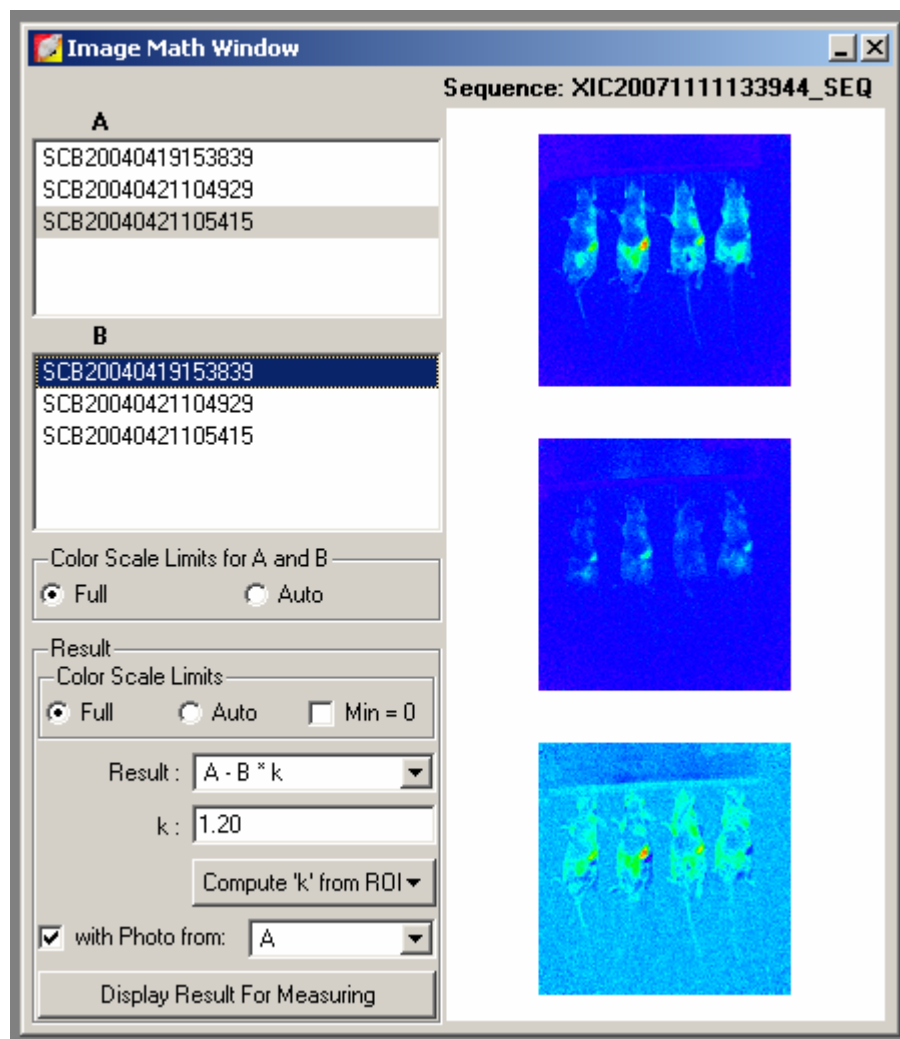 Image Math Window
Sequence: XIC20071111133944_SEQ
A
SCB20040419153839
SCB20040421104929
SCB20040421105415
B
SCB20040419153839
SCB20040421104929
SCB20040421105415
Color Scale Limits for A and B
Full Auto
Result
Color Scale Limits
Full Auto Min = 0
Result : A - B * k
k : 1.20
Compute 'k' from ROI
with Photo from: A
Display Result For Measuring